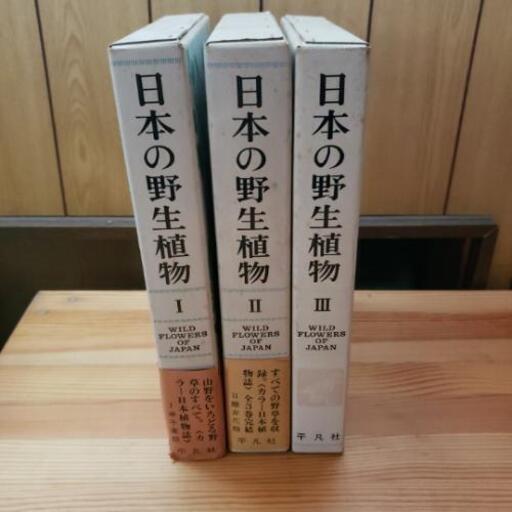 日本の野生植物
I
WILD
FLOWERS
OF
JAPAN
山野をいろどる野
草のすべて。〈カ
ラー日本植物誌〉
平凡社
日本の野生植物
II
WILD
FLOWERS
OF
JAPAN
すべての野草を収
録。〈カラー日本植
物誌〉全3巻完結
平凡社
日本の野生植物
III
WILD
FLOWERS
OF
JAPAN
平凡社